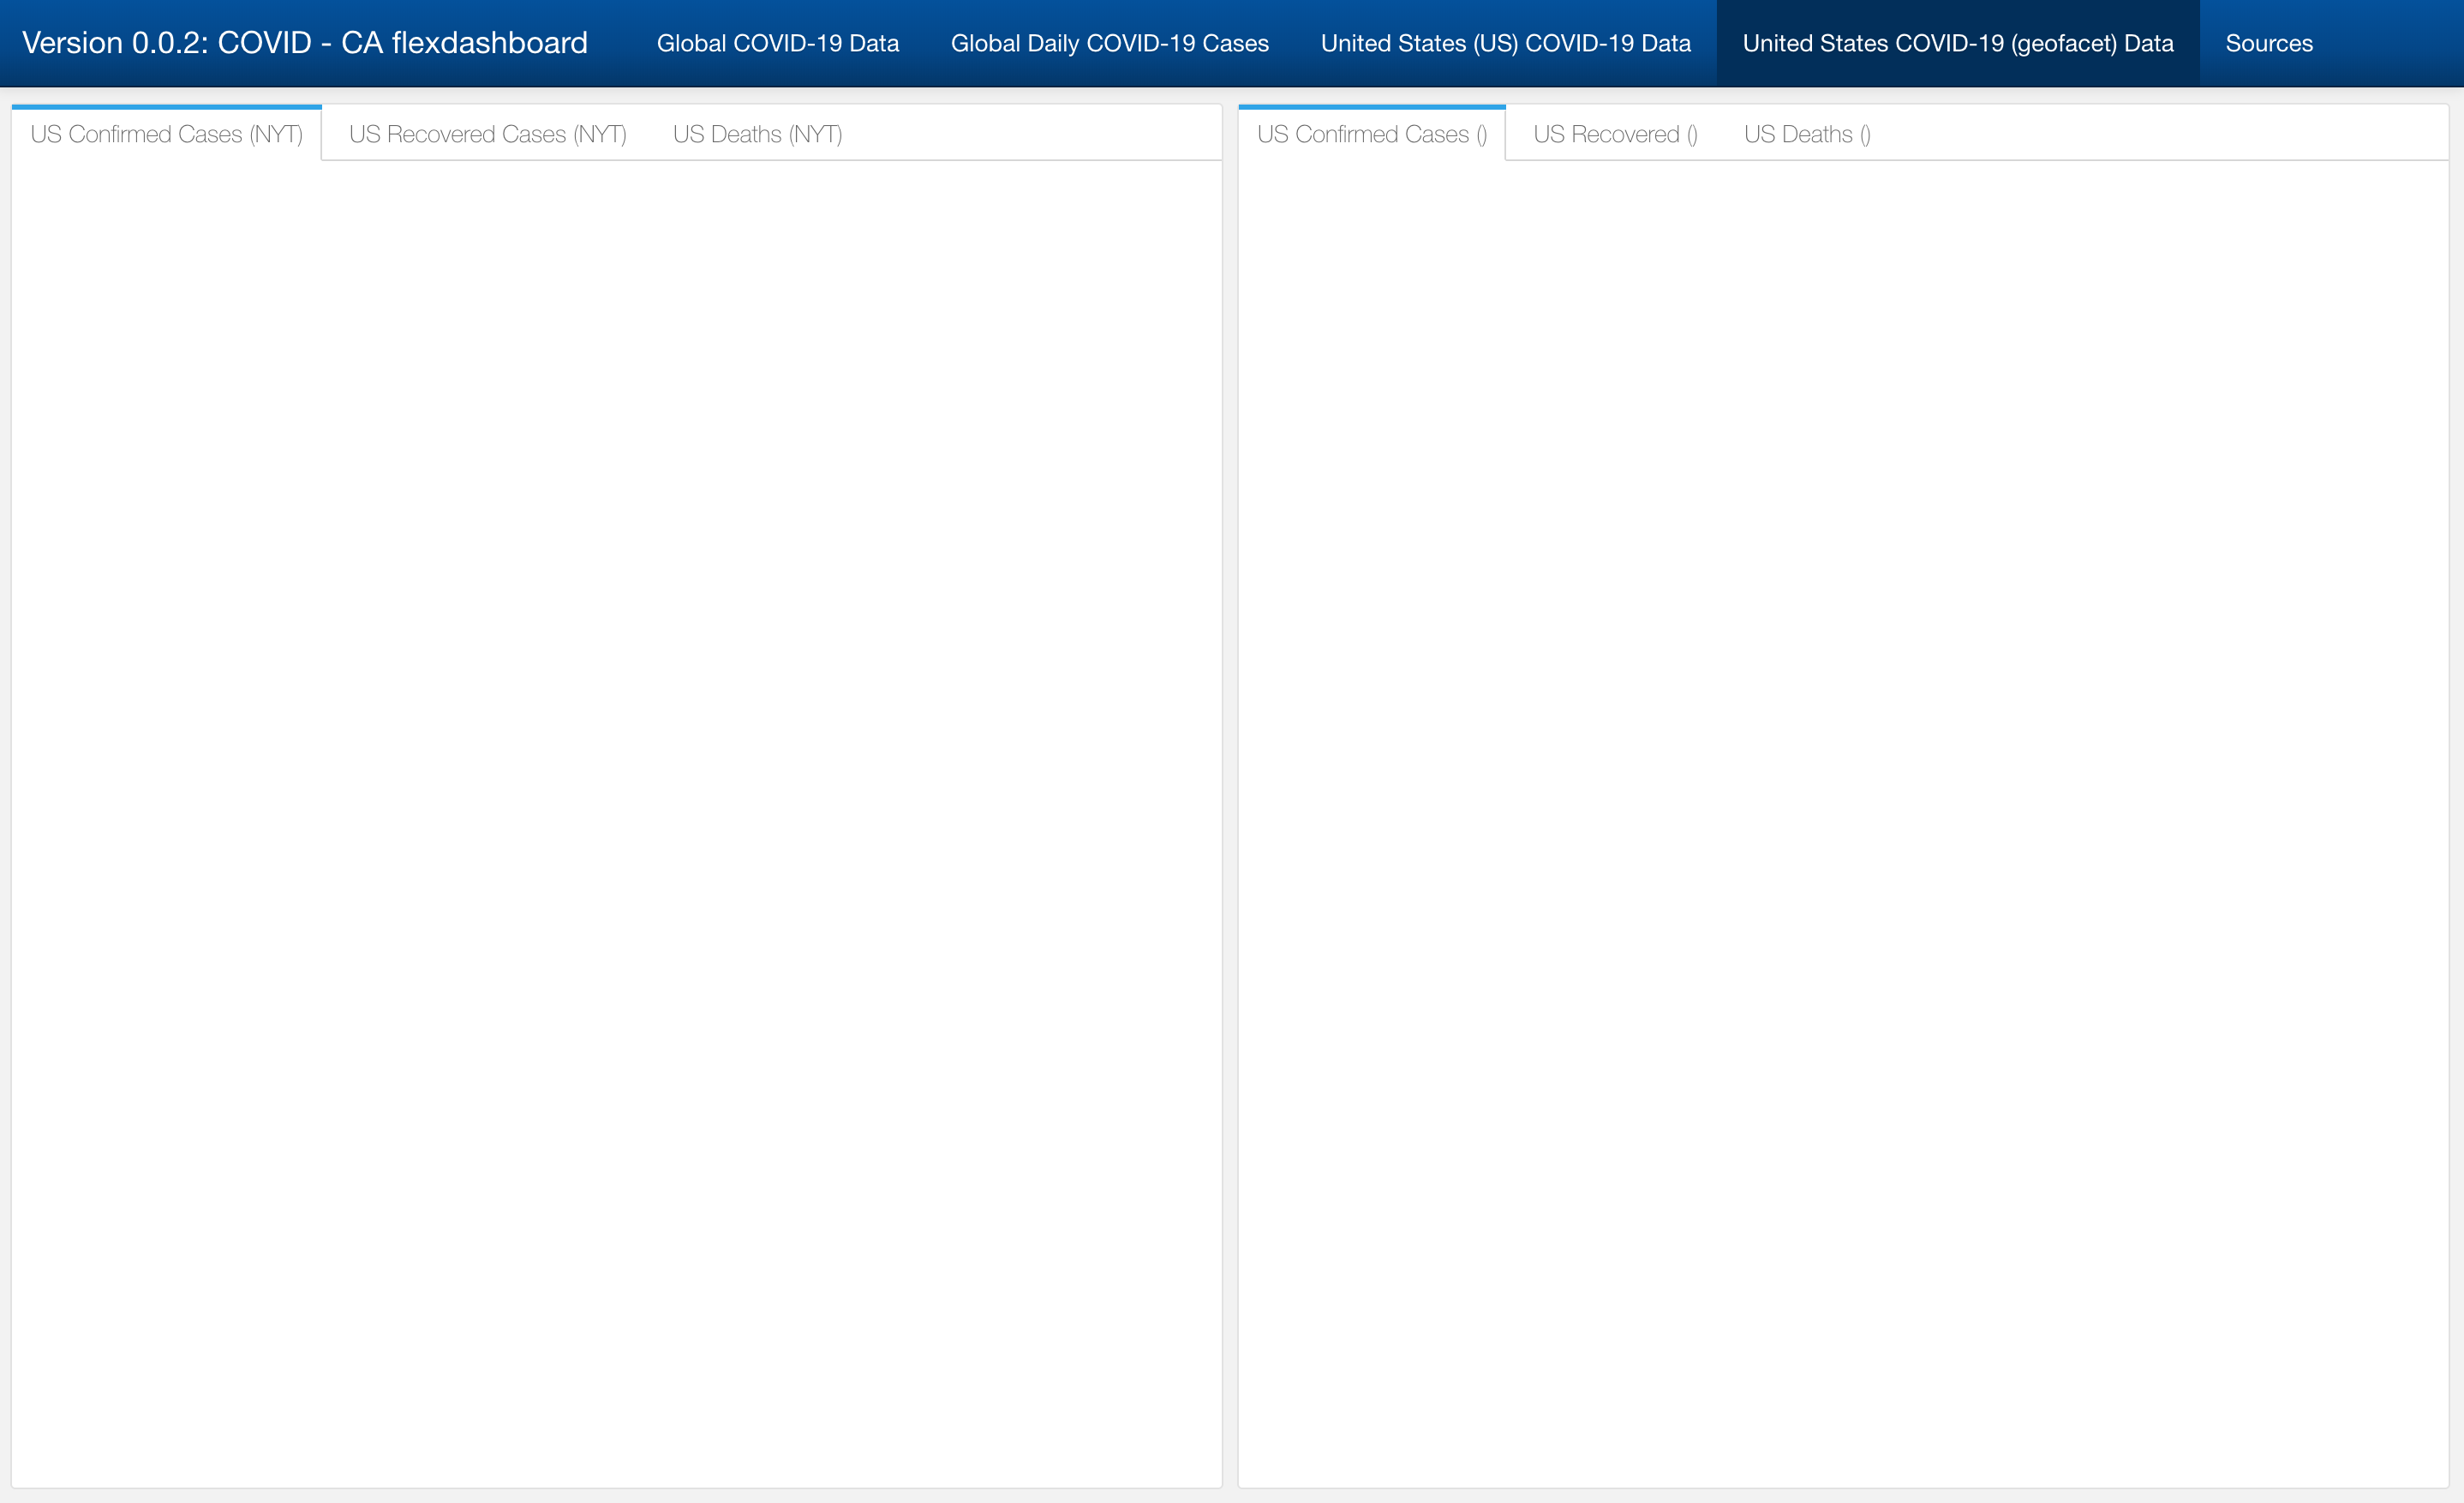 Version 0.0.2: COVID - CA flexdashboard Global COVID-19 Data Global Daily COVID-19 Cases United States (US) COVID-19 Data United States COVID-19 (geofacet) Data Sources
US Confirmed Cases (NYT) US Recovered Cases (NYT) US Deaths (NYT)
US Confirmed Cases () US Recovered () US Deaths ()